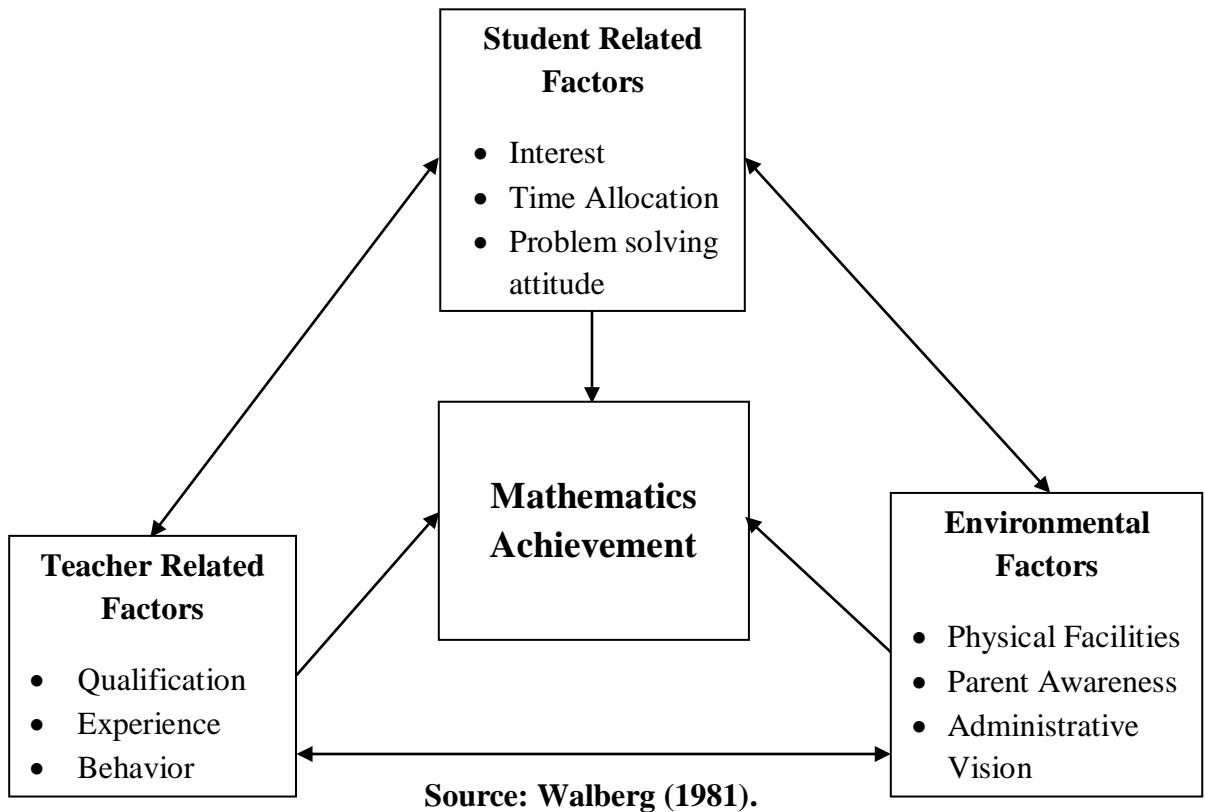 Student Related
Factors
• Interest
• Time Allocation
• Problem solving
attitude
Mathematics
Achievement
Teacher Related
Factors
• Qualification
• Experience
• Behavior
Environmental
Factors
• Physical Facilities
• Parent Awareness
• Administrative
Vision
Source: Walberg (1981).